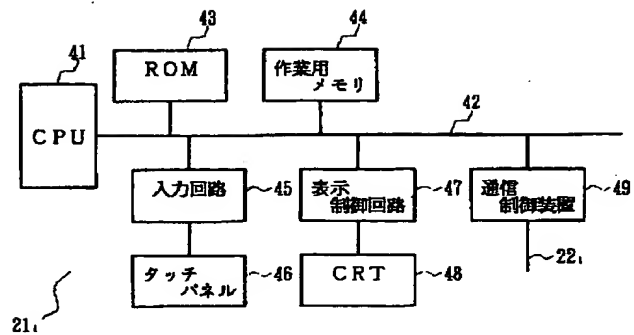 43
ROM
44
作業用
メモリ
41
CPU
42
入力回路
45
表示
制御回路
47
通信
制御装置
49
タッチ
パネル
46
CRT
48
22₁
21₁